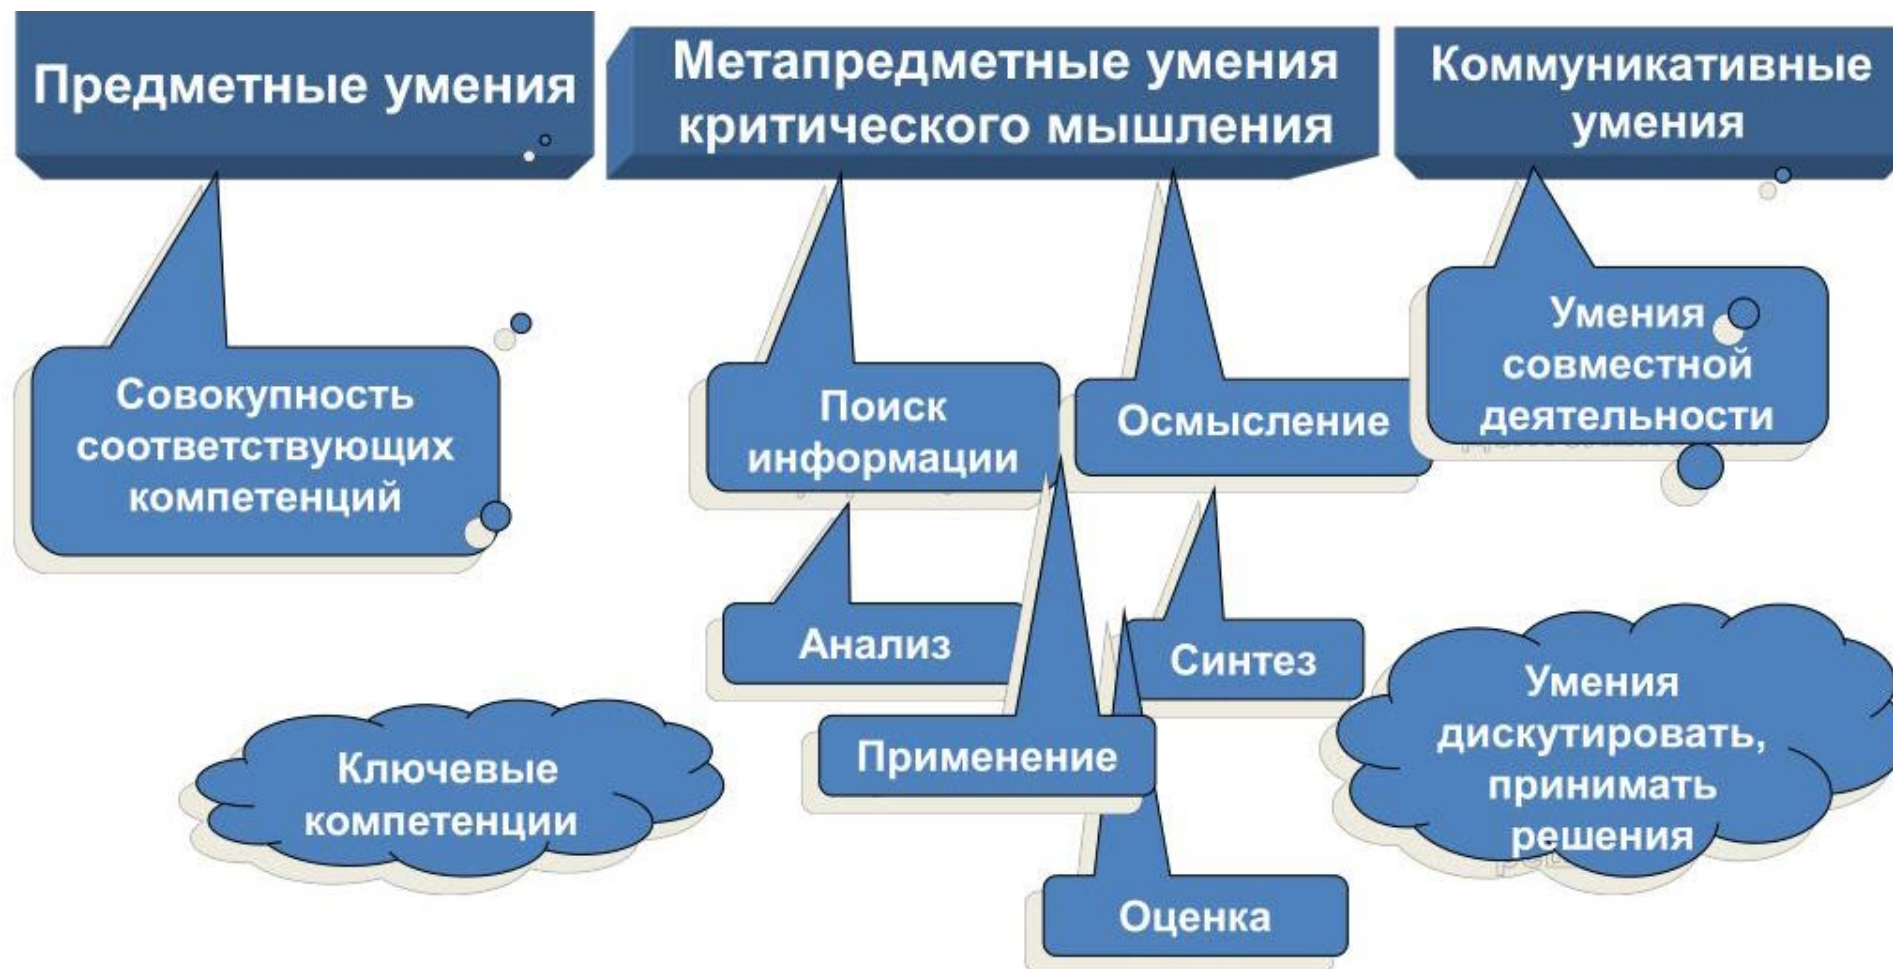 Предметные умения
Метапредметные умения
критического мышления
Коммуникативные
умения
Совокупность
соответствующих
компетенций
Поиск
информации
Осмысление
Умения
совместной
деятельности
Анализ
Синтез
Применение
Оценка
Ключевые
компетенции
Умения
дискутировать,
принимать
решения